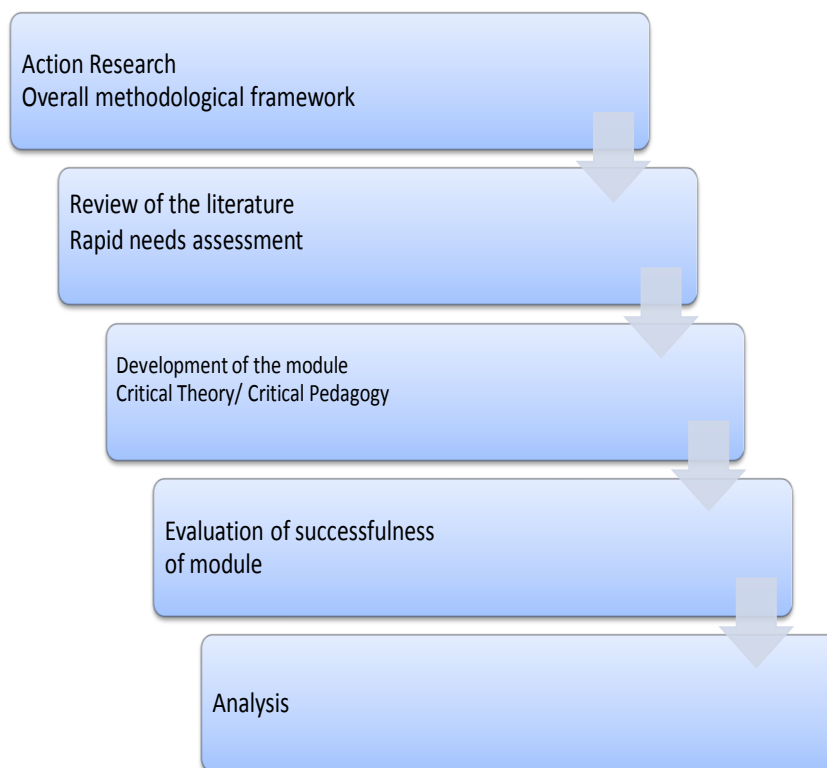 Action Research
Overall methodological framework
Review of the literature
Rapid needs assessment
Development of the module
Critical Theory/ Critical Pedagogy
Evaluation of successfulness
of module
Analysis